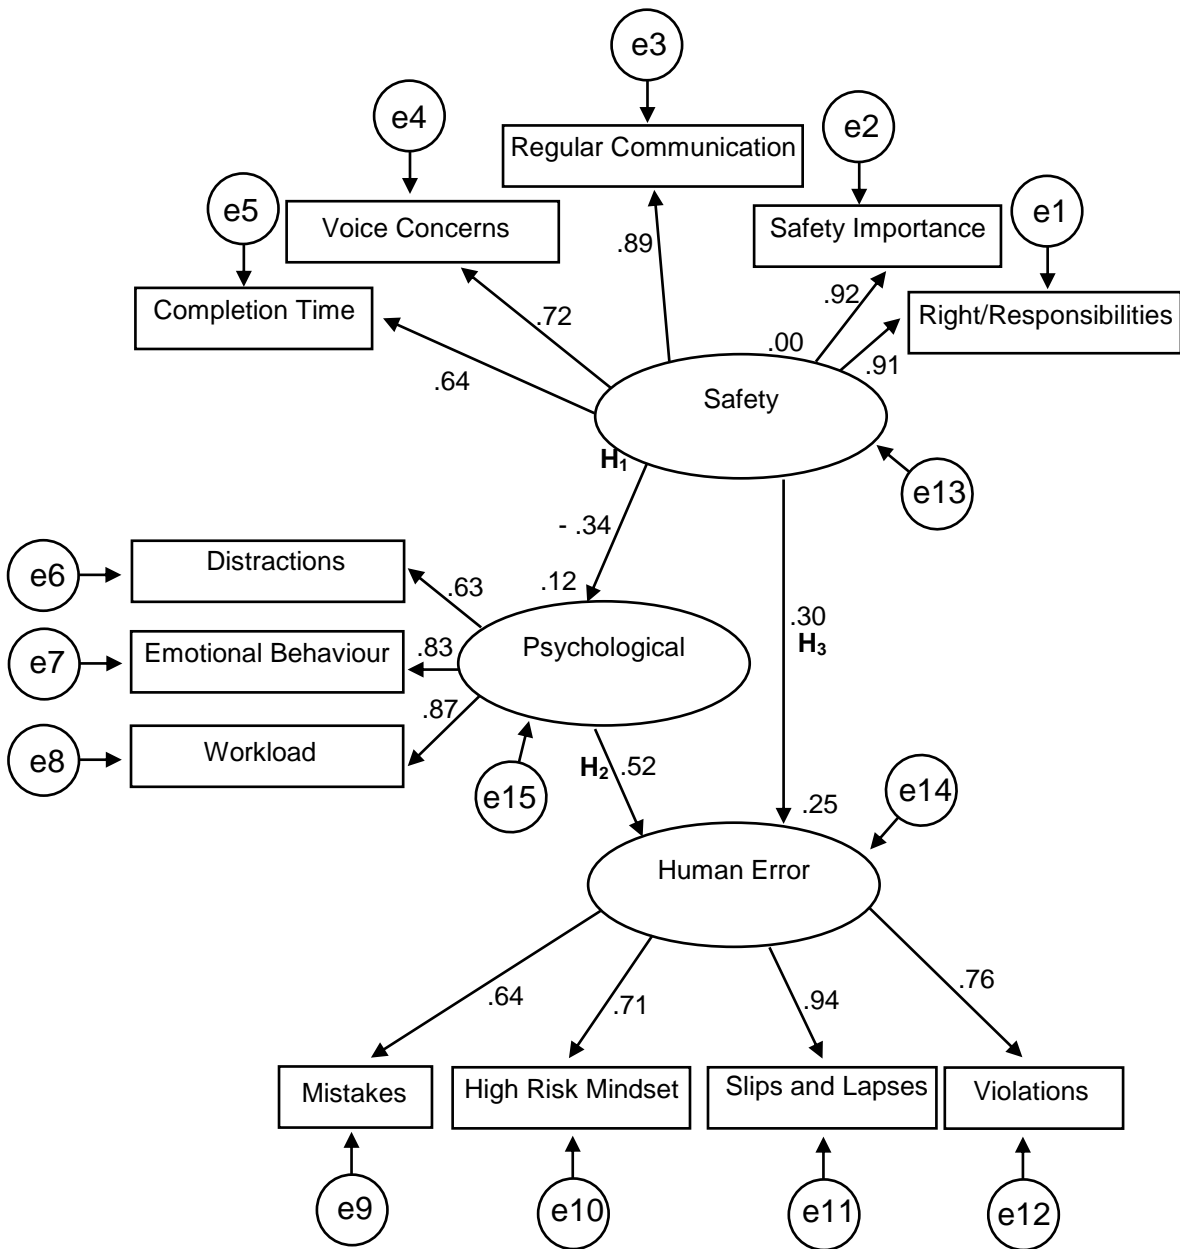 e3
e4
Regular Communication
e2
e5
Voice Concerns
Safety Importance
e1
.89
Completion Time
.92
Right/Responsibilities
.72
.00
.91
.64
Safety
H₁
e13
- .34
Distractions
e6
.12
.63
.30
H₃
Emotional Behaviour
.83
Psychological
e7
.87
Workload
e8
H₂ .52
e15
e14
.25
Human Error
.64
.71
.94
.76
Mistakes
High Risk Mindset
Slips and Lapses
Violations
e9
e10
e11
e12